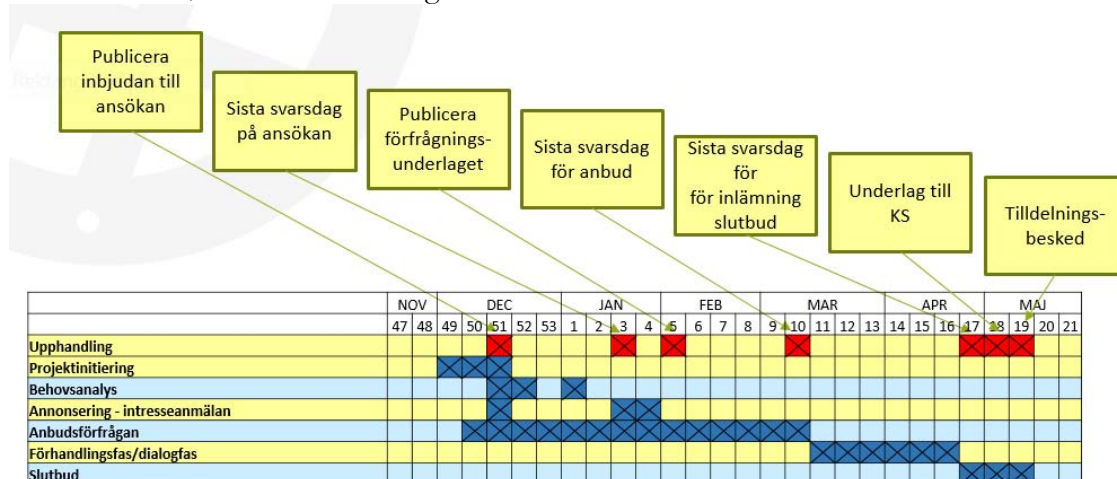 Publicera
inbjudan till
ansökan
Sista svarsdag
på ansökan
Publicera
förfrågnings-
underlaget
Sista svarsdag
för anbud
Sista svarsdag
för
för inlämning
slutbud
Underlag till
KS
Tilldelnings-
besked
NOV DEC JAN FEB MAR APR MAJ
47 48 49 50 51 52 53 1 2 3 4 5 6 7 8 9 10 11 12 13 14 15 16 17 18 19 20 21
Upphandling
Projektinitiering
Behovsanalys
Annonsering - intresseanmälan
Anbudsförfrågan
Förhandlingsfas/dialogfas
Slutbud